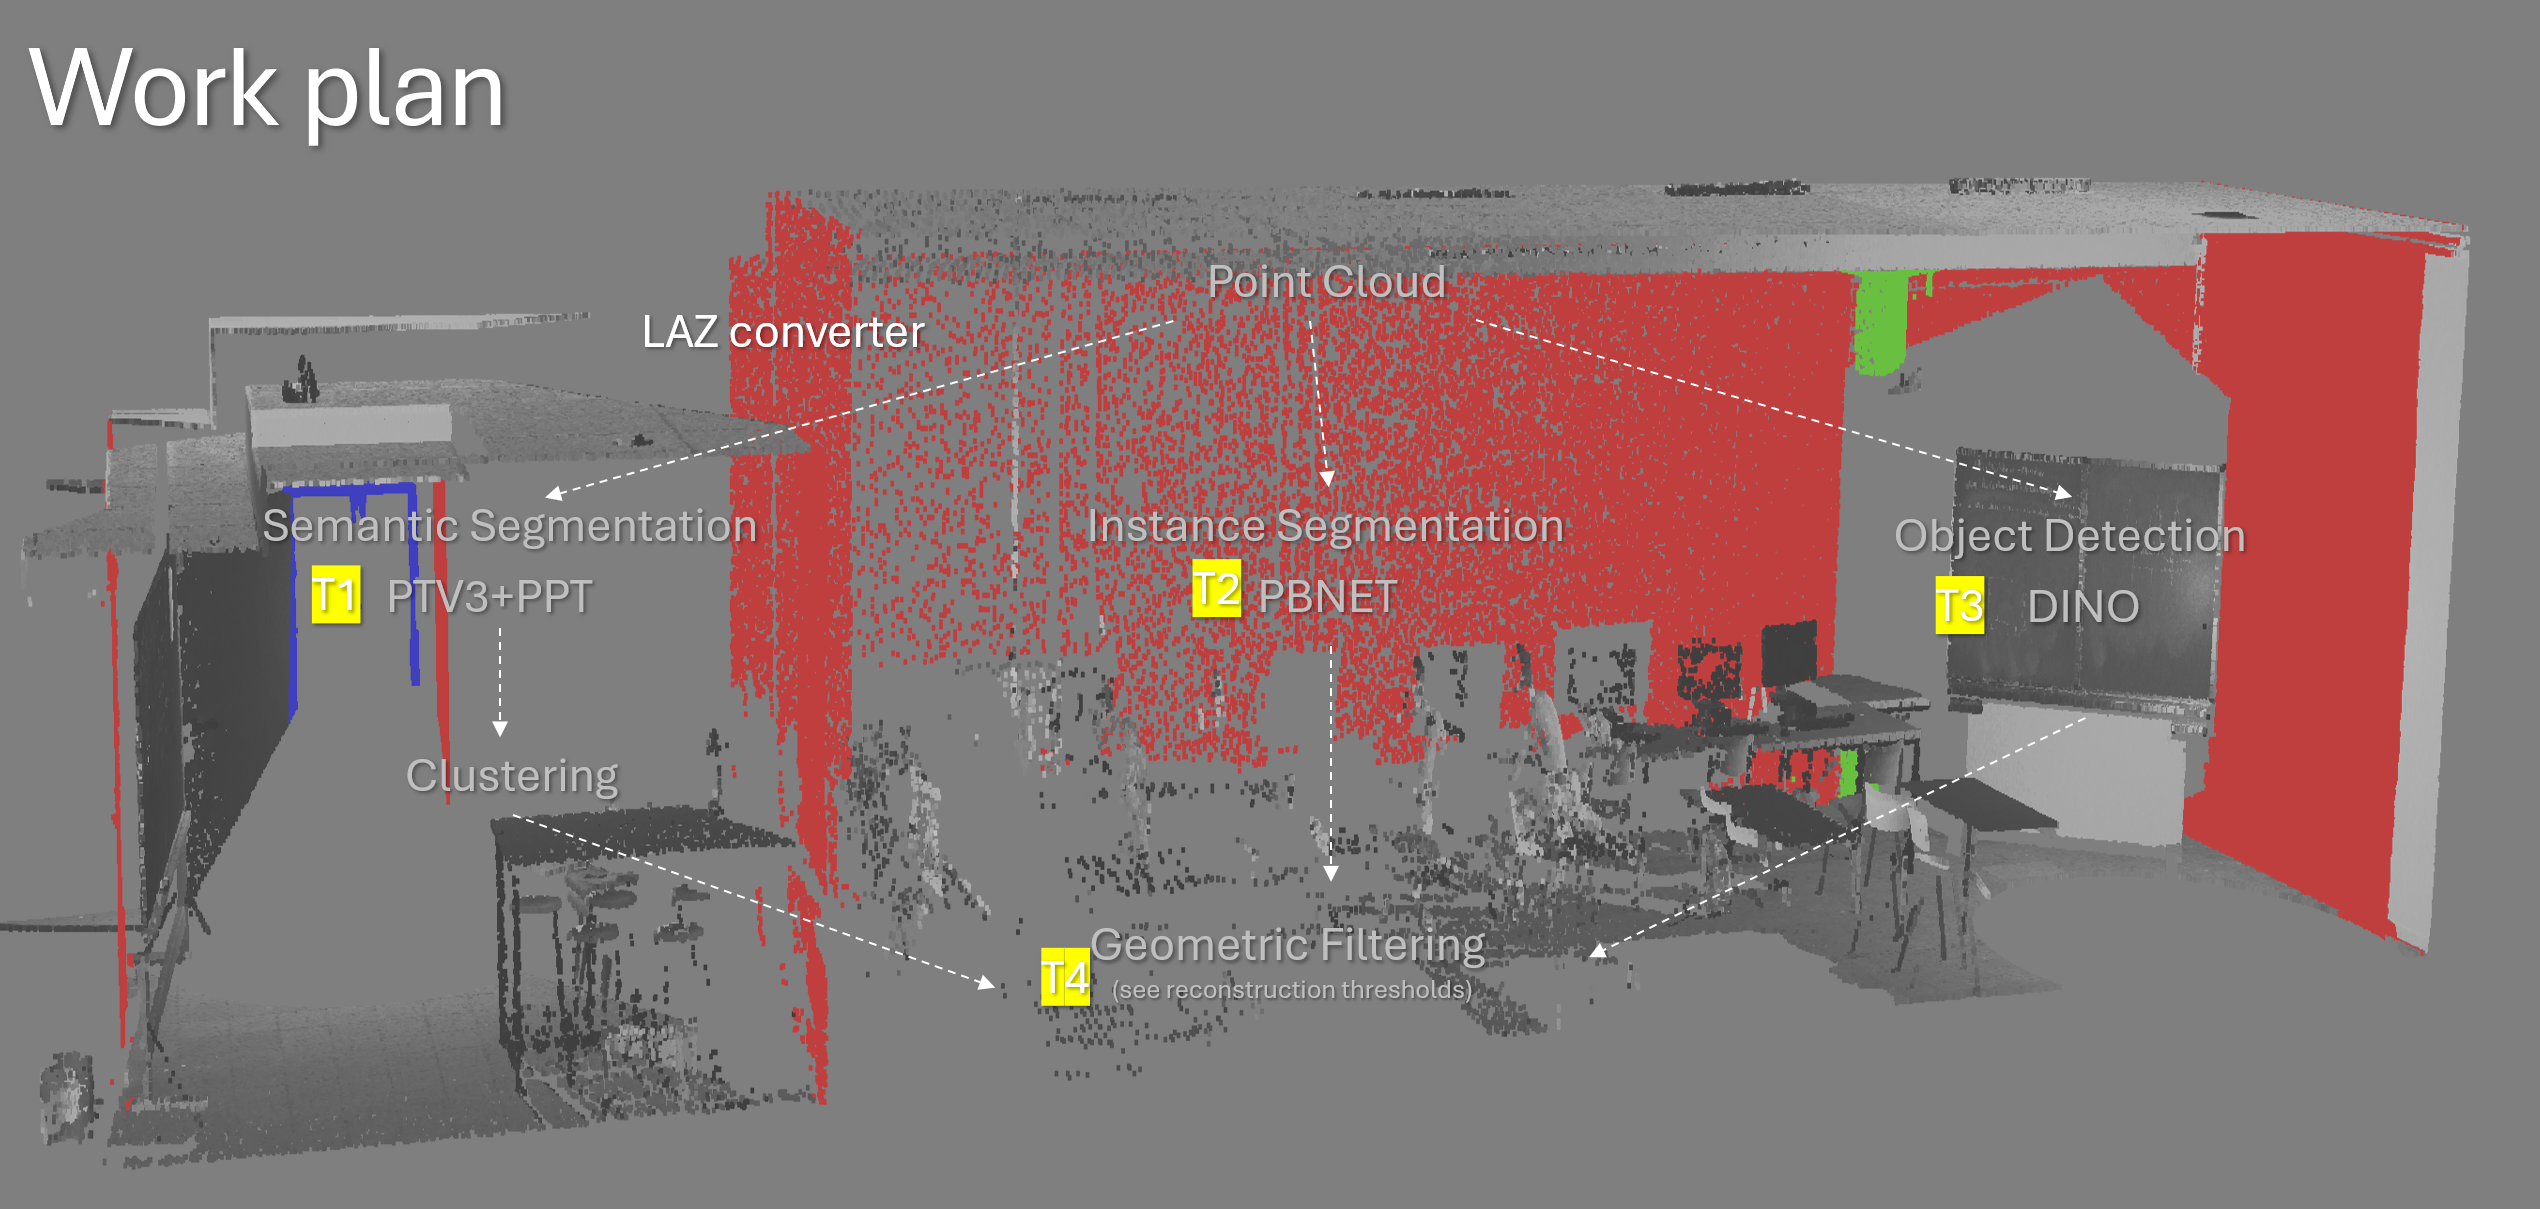 Work plan
Point Cloud
LAZ converter
Semantic Segmentation
Instance Segmentation
Object Detection
T1 PTV3+PPT
T2 PBNET
T3 DINO
Clustering
T4 Geometric Filtering
(see reconstruction thresholds)